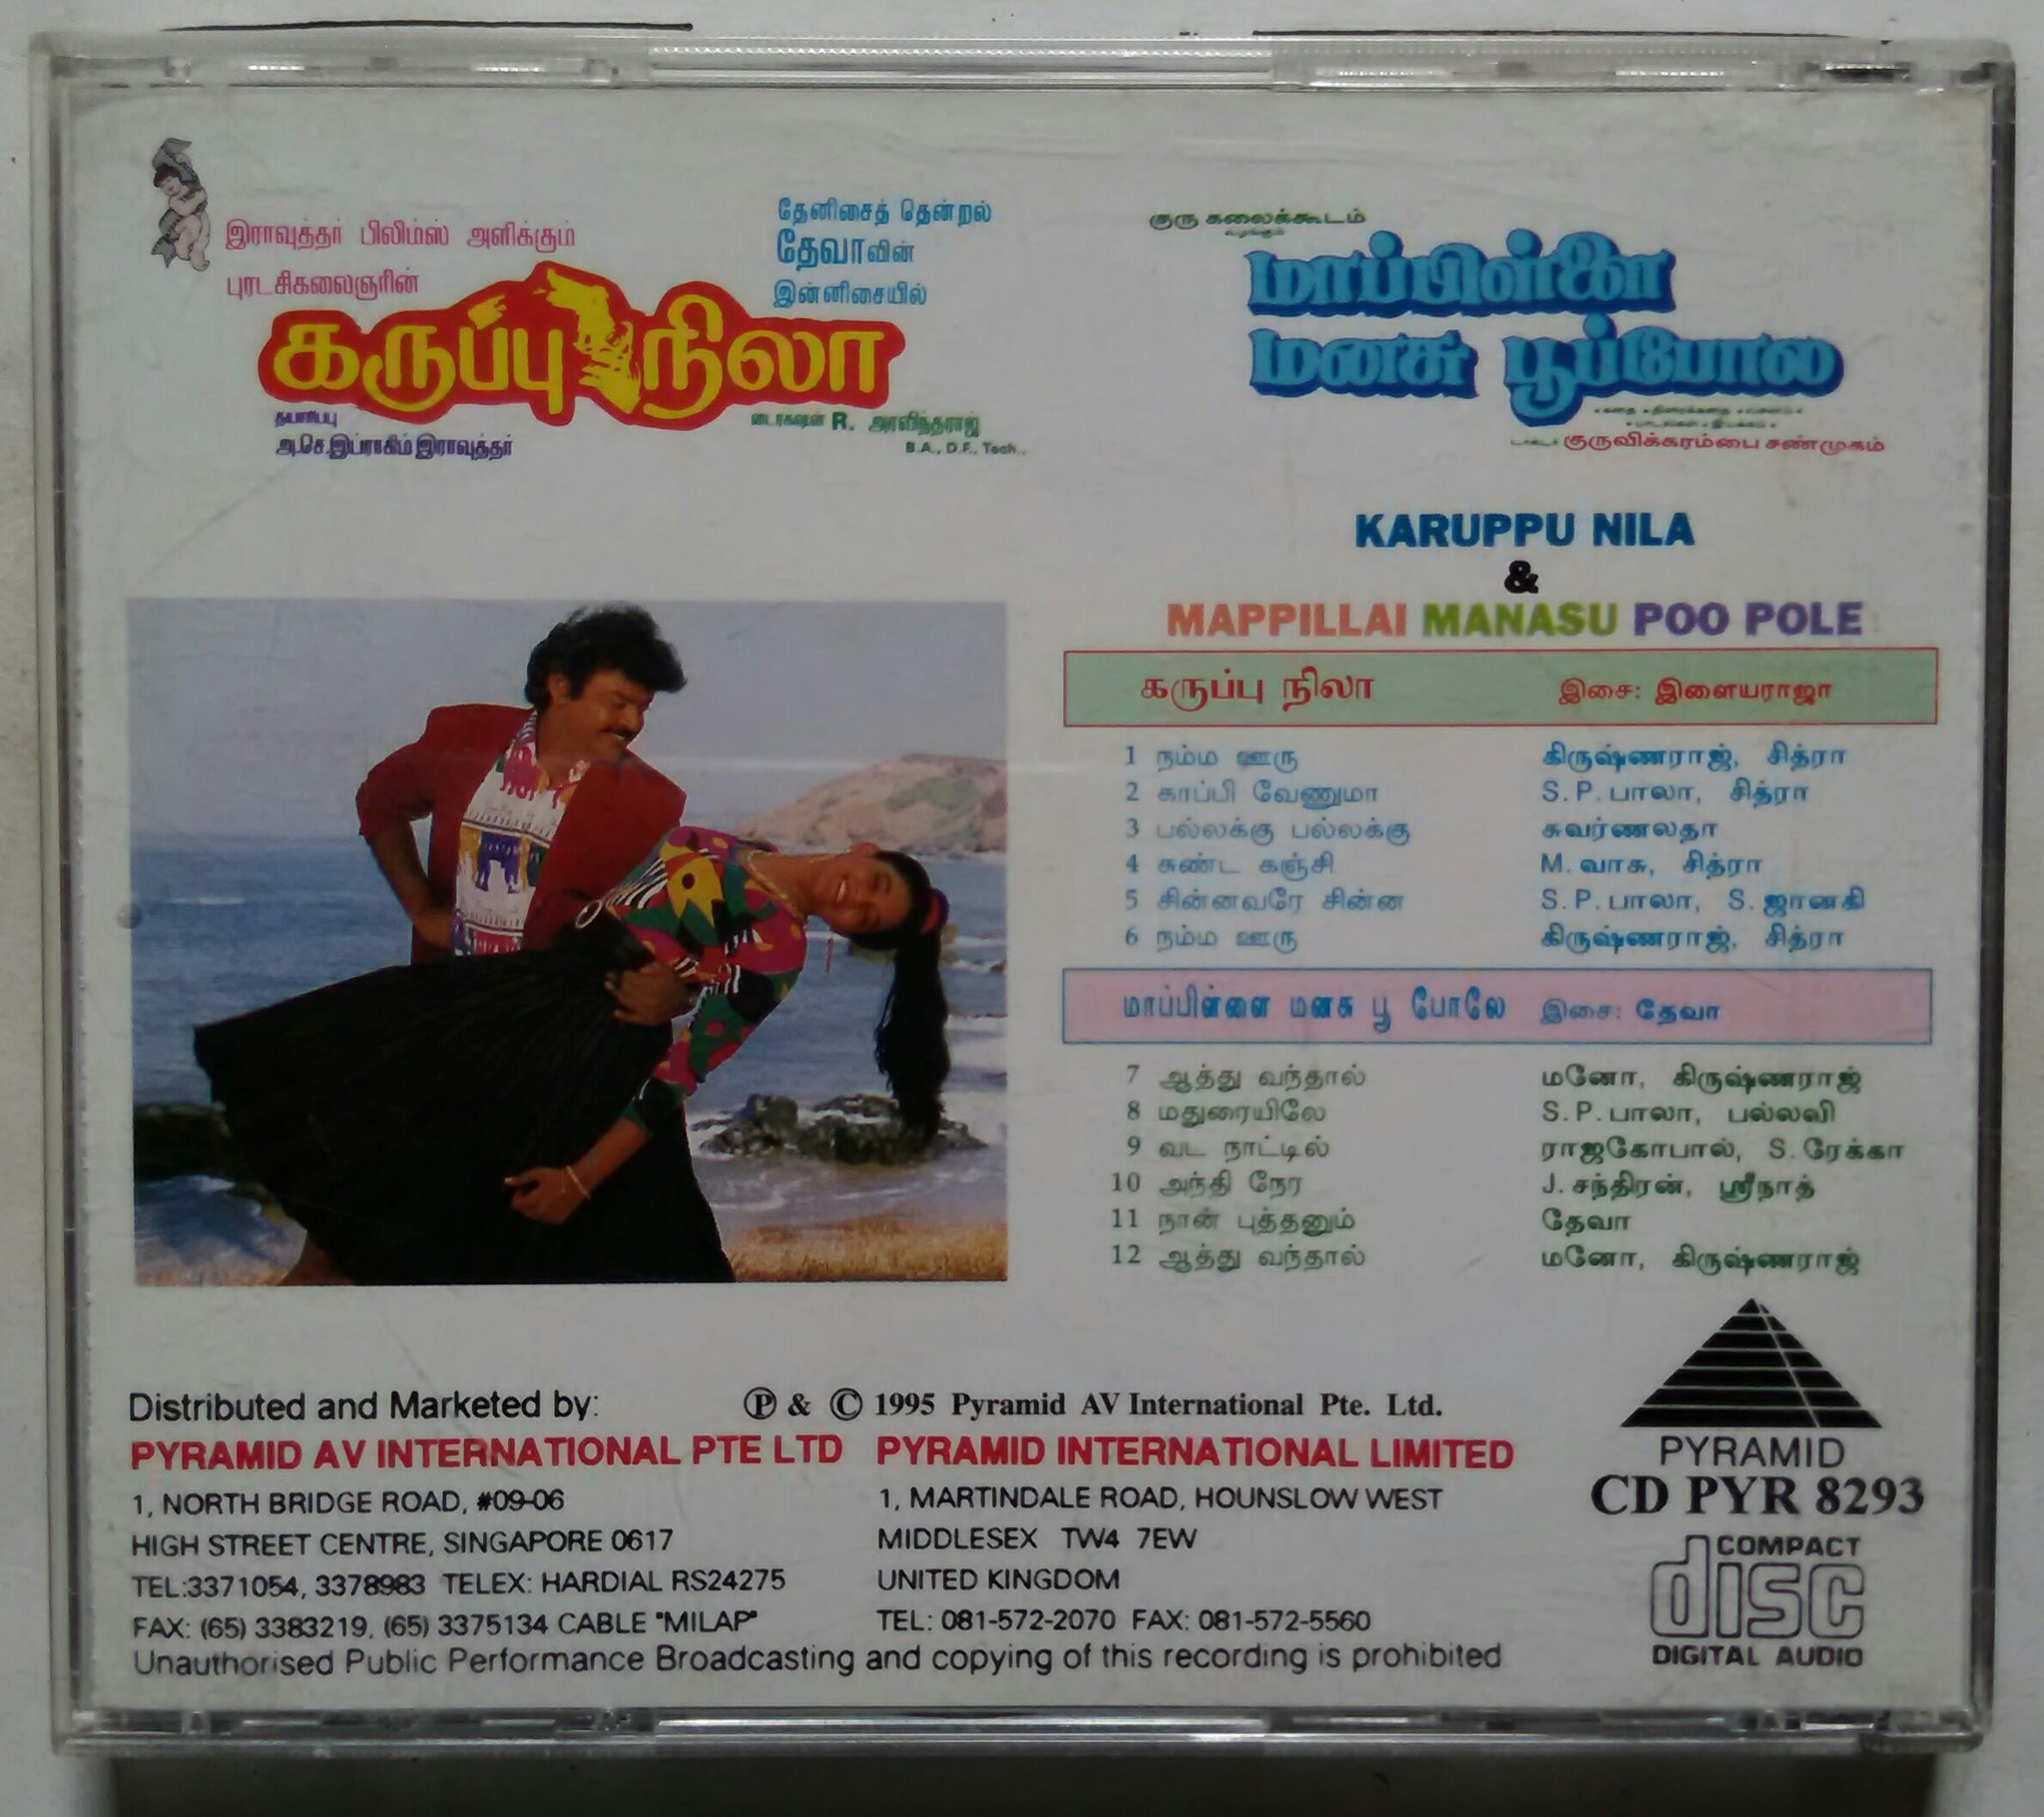 இராவுத்தர் பிலிம்ஸ் அளிக்கும்
புரடசிகலைஞரின்
தேனிசைத் தென்றல்
தேவாவின்
இன்னிசையில்
கருப்பு நிலா
தயாரிப்பு
அ.செ.இப்ராகிம் இராவுத்தர்
டைரக்ஷன் R. அரவிந்தராஜ்
B.A., D.F., Tech.,
குரு கலைக்கூடம்
வழங்கும்
மாப்பிள்ளை
மனசு பூப்போல
குருவிக்கரம்பை சண்முகம்
KARUPPU NILA
&
MAPPILLAI MANASU POO POLE
கருப்பு நிலா இசை: இளையராஜா
1 நம்ம ஊரு கிருஷ்ணராஜ், சித்ரா
2 காப்பி வேணுமா S.P.பாலா, சித்ரா
3 பல்லக்கு பல்லக்கு சுவர்ணலதா
4 சுண்ட கஞ்சி M.வாசு, சித்ரா
5 சின்னவரே சின்ன S.P.பாலா, S.ஜானகி
6 நம்ம ஊரு கிருஷ்ணராஜ், சித்ரா
மாப்பிள்ளை மனசு பூ போலே இசை: தேவா
7 ஆத்து வந்தால் மனோ, கிருஷ்ணராஜ்
8 மதுரையிலே S.P.பாலா, பல்லவி
9 வட நாட்டில் ராஜகோபால், S.ரேக்கா
10 அந்தி நேர J.சந்திரன், ஸ்ரீநாத்
11 நான் புத்தனும் தேவா
12 ஆத்து வந்தால் மனோ, கிருஷ்ணராஜ்
Distributed and Marketed by: ℗ & © 1995 Pyramid AV International Pte. Ltd.
PYRAMID AV INTERNATIONAL PTE LTD
1, NORTH BRIDGE ROAD, #09-06
HIGH STREET CENTRE, SINGAPORE 0617
TEL:3371054, 3378983 TELEX: HARDIAL RS24275
FAX: (65) 3383219, (65) 3375134 CABLE "MILAP"
PYRAMID INTERNATIONAL LIMITED
1, MARTINDALE ROAD, HOUNSLOW WEST
MIDDLESEX TW4 7EW
UNITED KINGDOM
TEL: 081-572-2070 FAX: 081-572-5560
Unauthorised Public Performance Broadcasting and copying of this recording is prohibited
PYRAMID
CD PYR 8293
COMPACT
disc
DIGITAL AUDIO